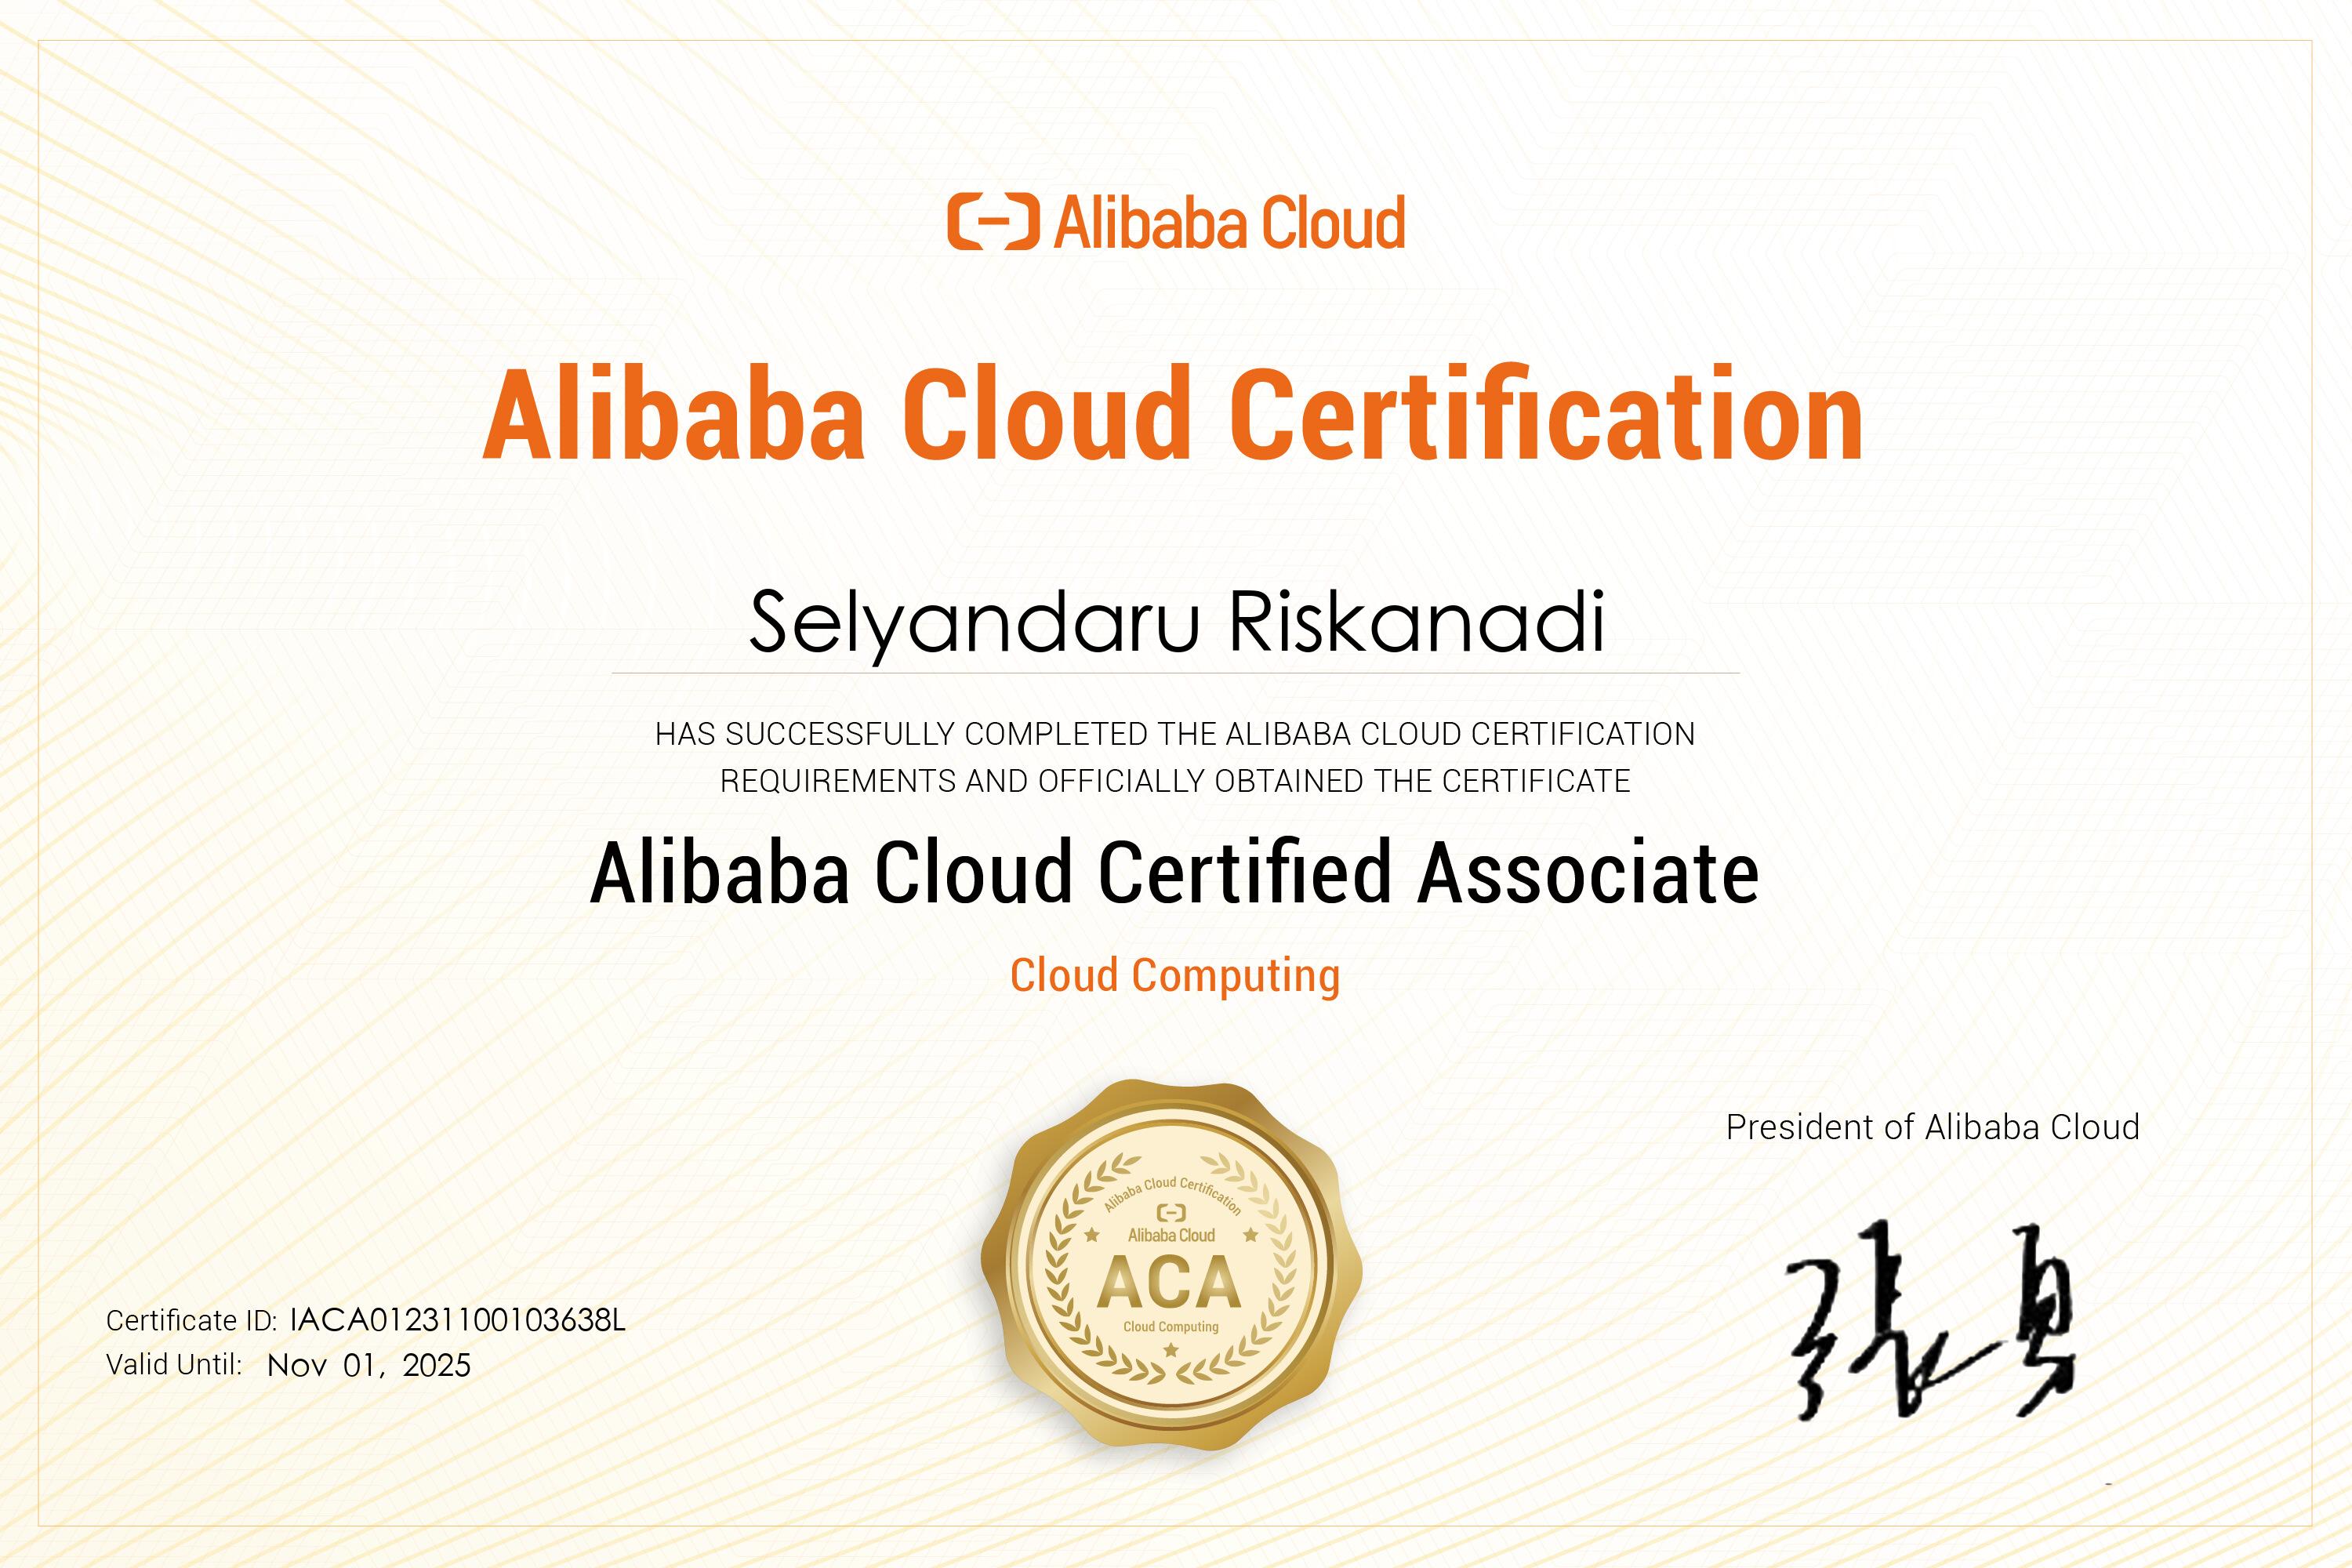 Alibaba Cloud
Alibaba Cloud Certification
Selyandaru Riskanadi
HAS SUCCESSFULLY COMPLETED THE ALIBABA CLOUD CERTIFICATION
REQUIREMENTS AND OFFICIALLY OBTAINED THE CERTIFICATE
Alibaba Cloud Certified Associate
Cloud Computing
President of Alibaba Cloud
Alibaba Cloud Certification
Alibaba Cloud
ACA
Cloud Computing
Certificate ID: IACA01231100103638L
Valid Until: Nov 01, 2025